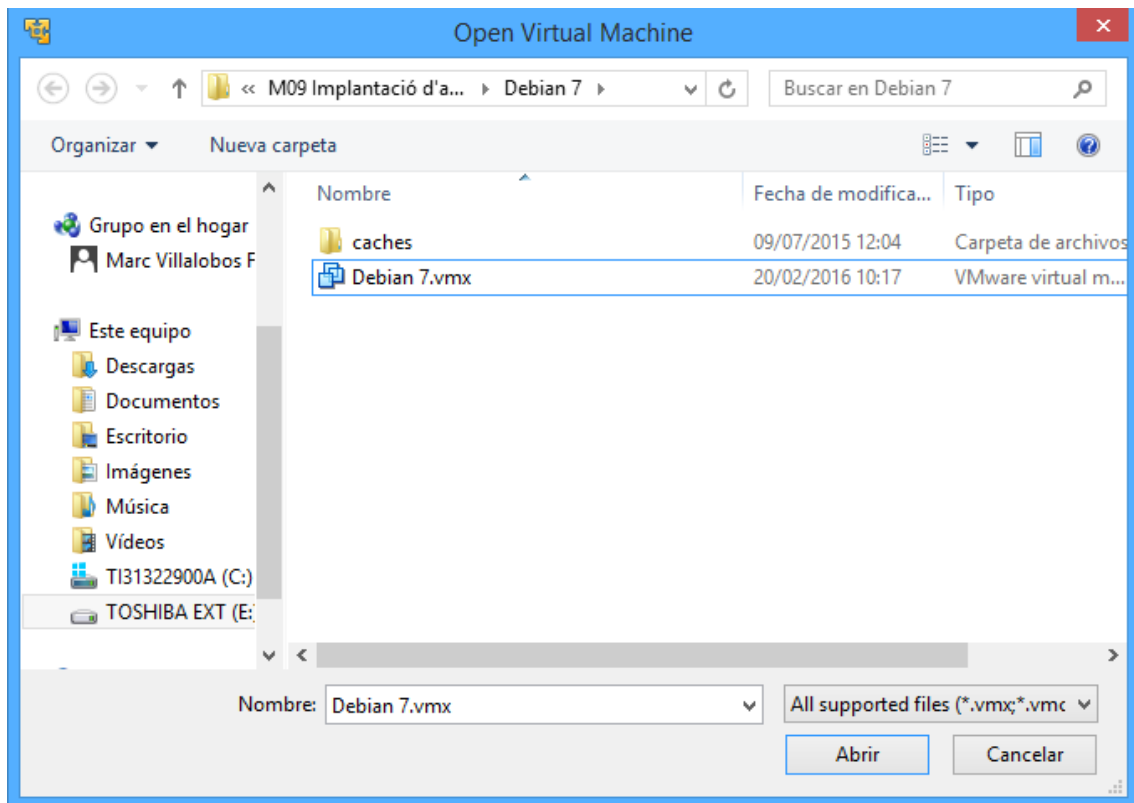 Open Virtual Machine
« M09 Implantació d'a... Debian 7 Buscar en Debian 7
Organizar Nueva carpeta
Nombre Fecha de modifica... Tipo
caches 09/07/2015 12:04 Carpeta de archivos
Debian 7.vmx 20/02/2016 10:17 VMware virtual m...
Grupo en el hogar
Marc Villalobos F
Este equipo
Descargas
Documentos
Escritorio
Imágenes
Música
Vídeos
TI31322900A (C:)
TOSHIBA EXT (E:
Nombre: Debian 7.vmx All supported files (*.vmx;*.vmc
Abrir Cancelar